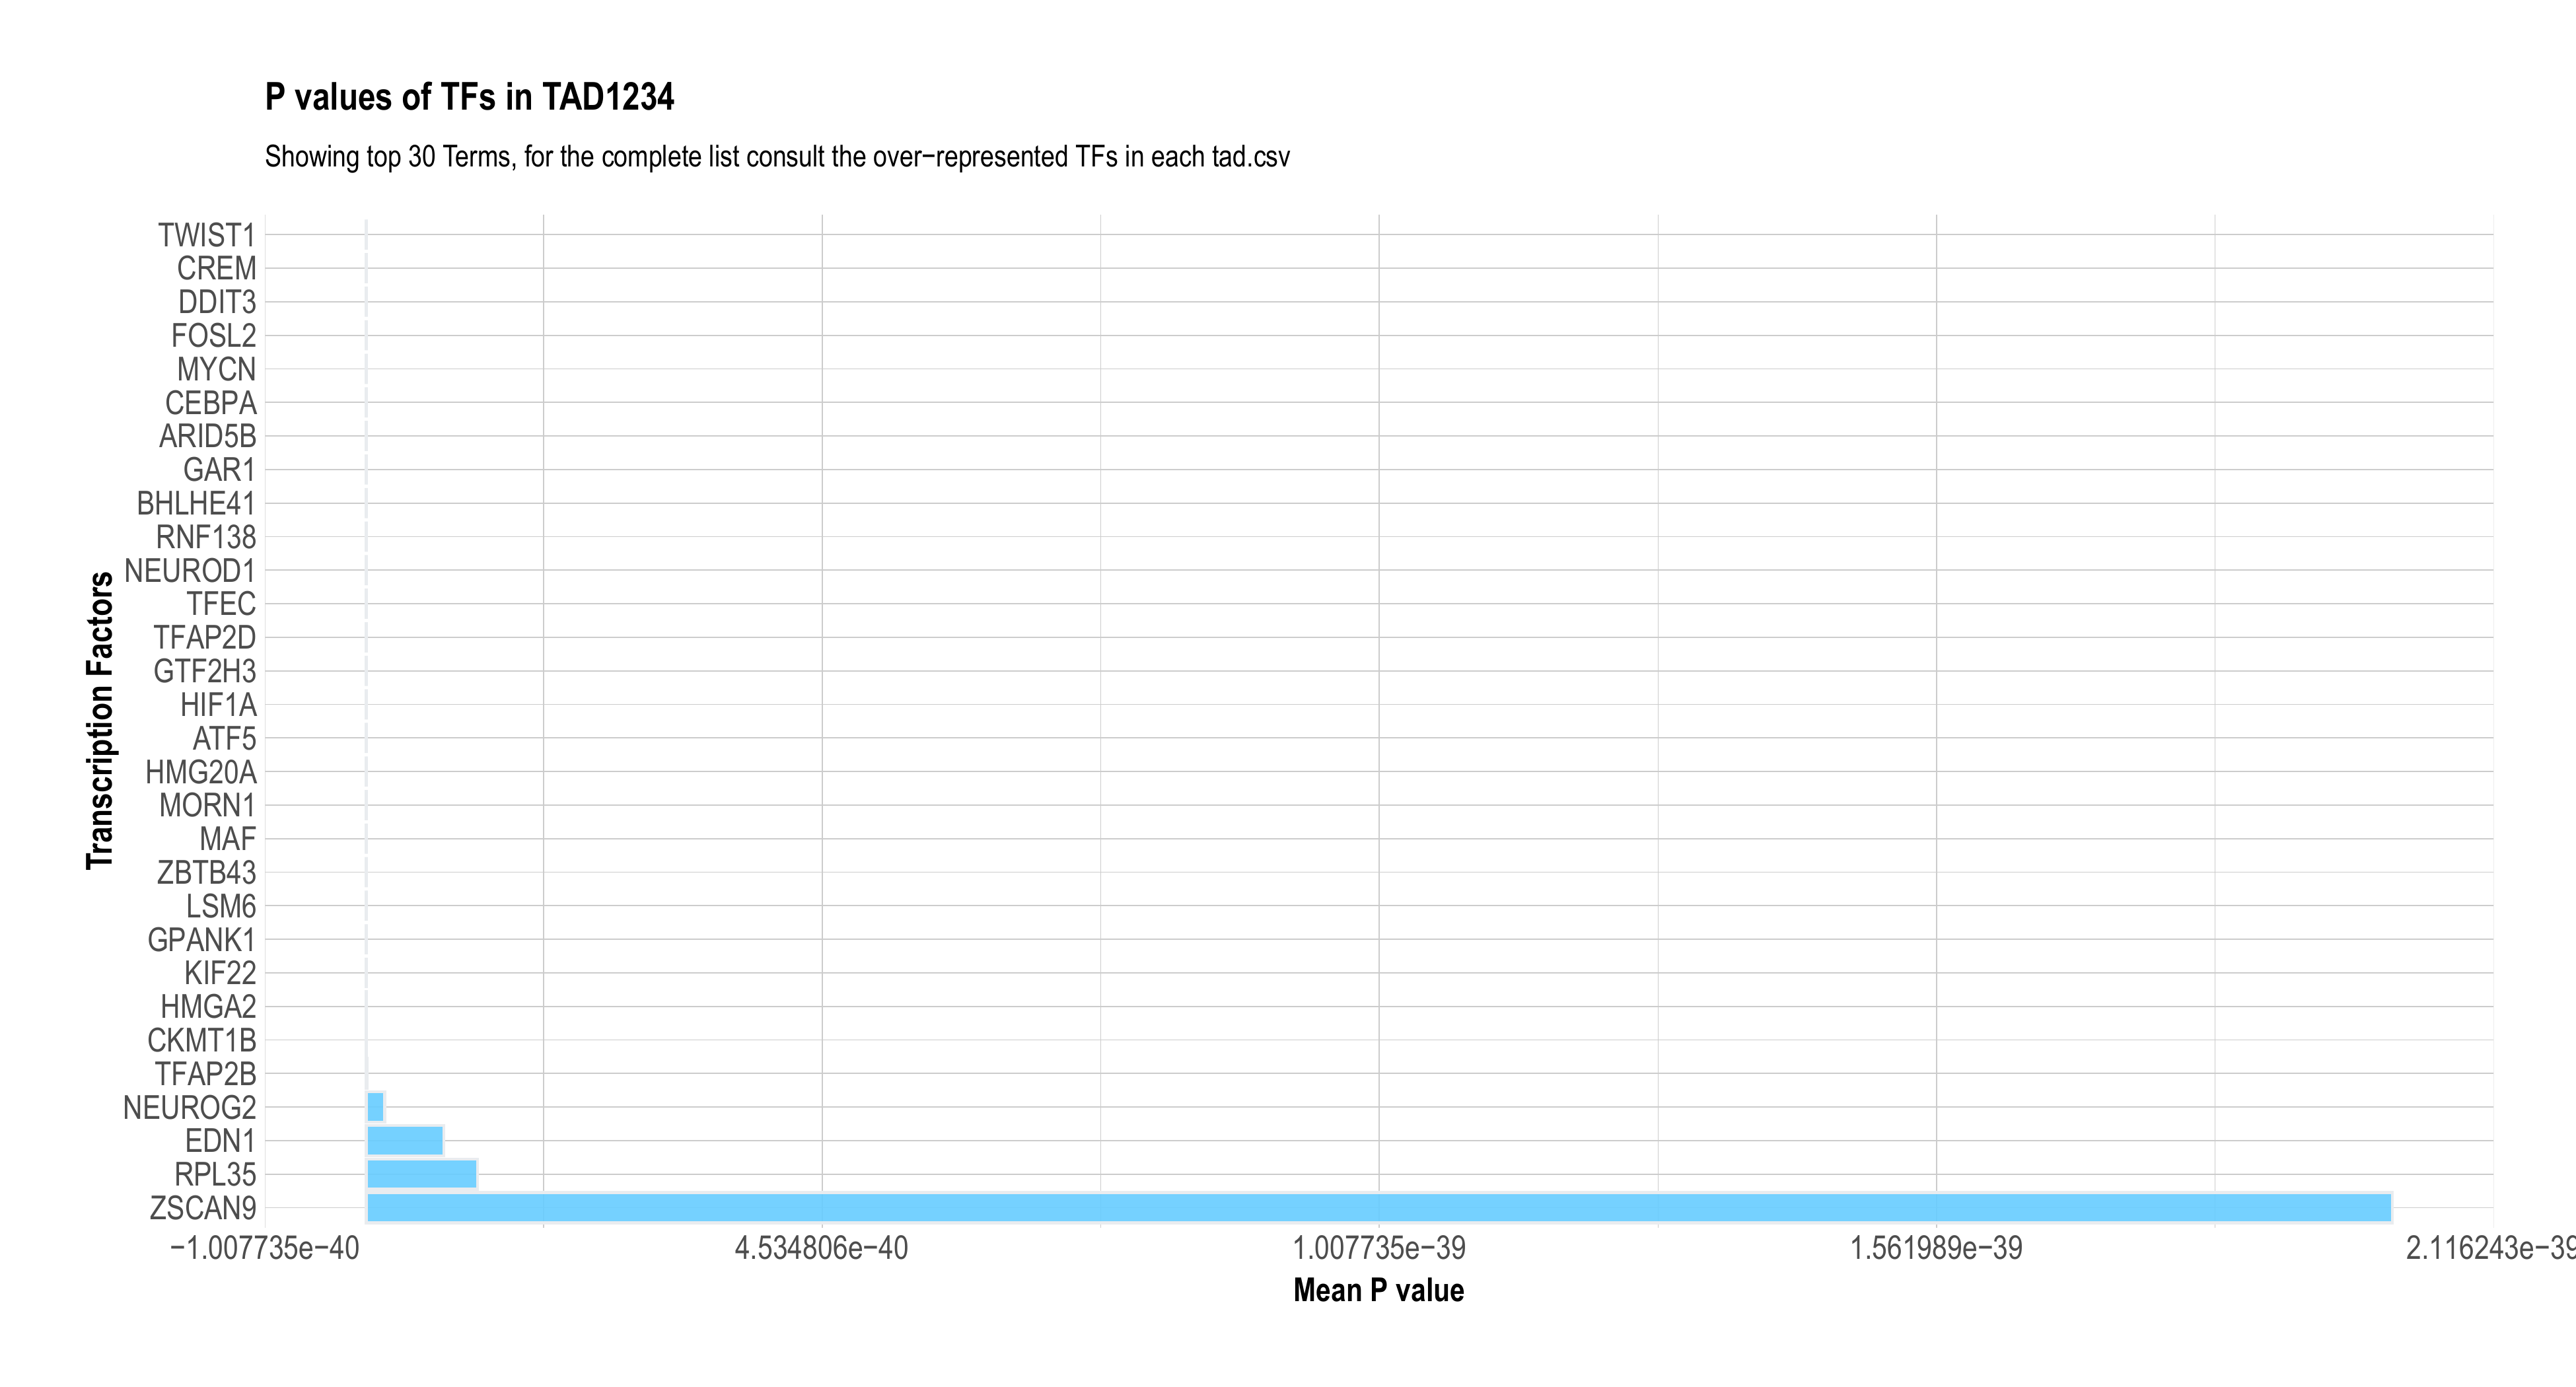 P values of TFs in TAD1234
Showing top 30 Terms, for the complete list consult the over−represented TFs in each tad.csv
Transcription Factors
TWIST1
CREM
DDIT3
FOSL2
MYCN
CEBPA
ARID5B
GAR1
BHLHE41
RNF138
NEUROD1
TFEC
TFAP2D
GTF2H3
HIF1A
ATF5
HMG20A
MORN1
MAF
ZBTB43
LSM6
GPANK1
KIF22
HMGA2
CKMT1B
TFAP2B
NEUROG2
EDN1
RPL35
ZSCAN9
−1.007735e−40 4.534806e−40 1.007735e−39 1.561989e−39 2.116243e−39
Mean P value